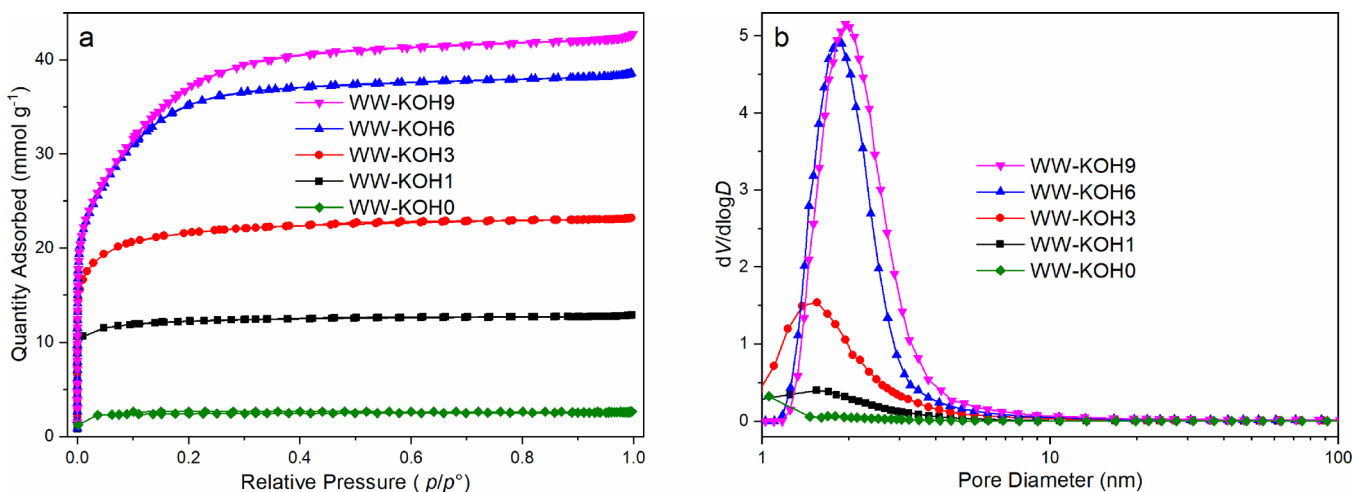 a
Quantity Adsorbed (mmol g⁻¹)
40
30
20
10
0
WW-KOH9
WW-KOH6
WW-KOH3
WW-KOH1
WW-KOH0
0.0 0.2 0.4 0.6 0.8 1.0
Relative Pressure ( p/p°)
b
dV/dlogD
5
4
3
2
1
0
WW-KOH9
WW-KOH6
WW-KOH3
WW-KOH1
WW-KOH0
1 10 100
Pore Diameter (nm)